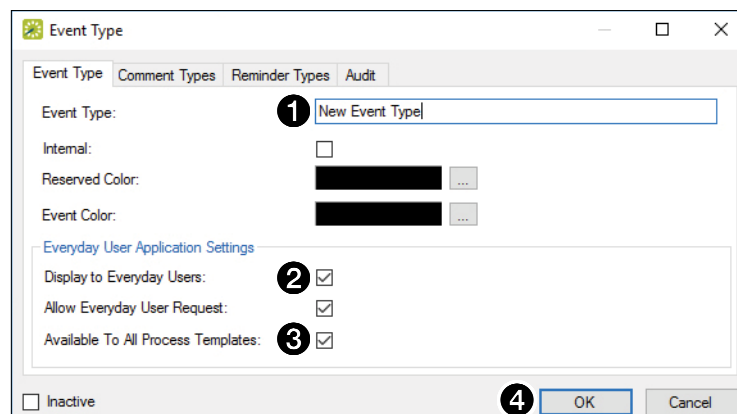 Event Type
Event Type Comment Types Reminder Types Audit
Event Type: 1 New Event Type
Internal:
Reserved Color: ...
Event Color: ...
Everyday User Application Settings
Display to Everyday Users: 2
Allow Everyday User Request:
Available To All Process Templates: 3
Inactive 4 OK Cancel